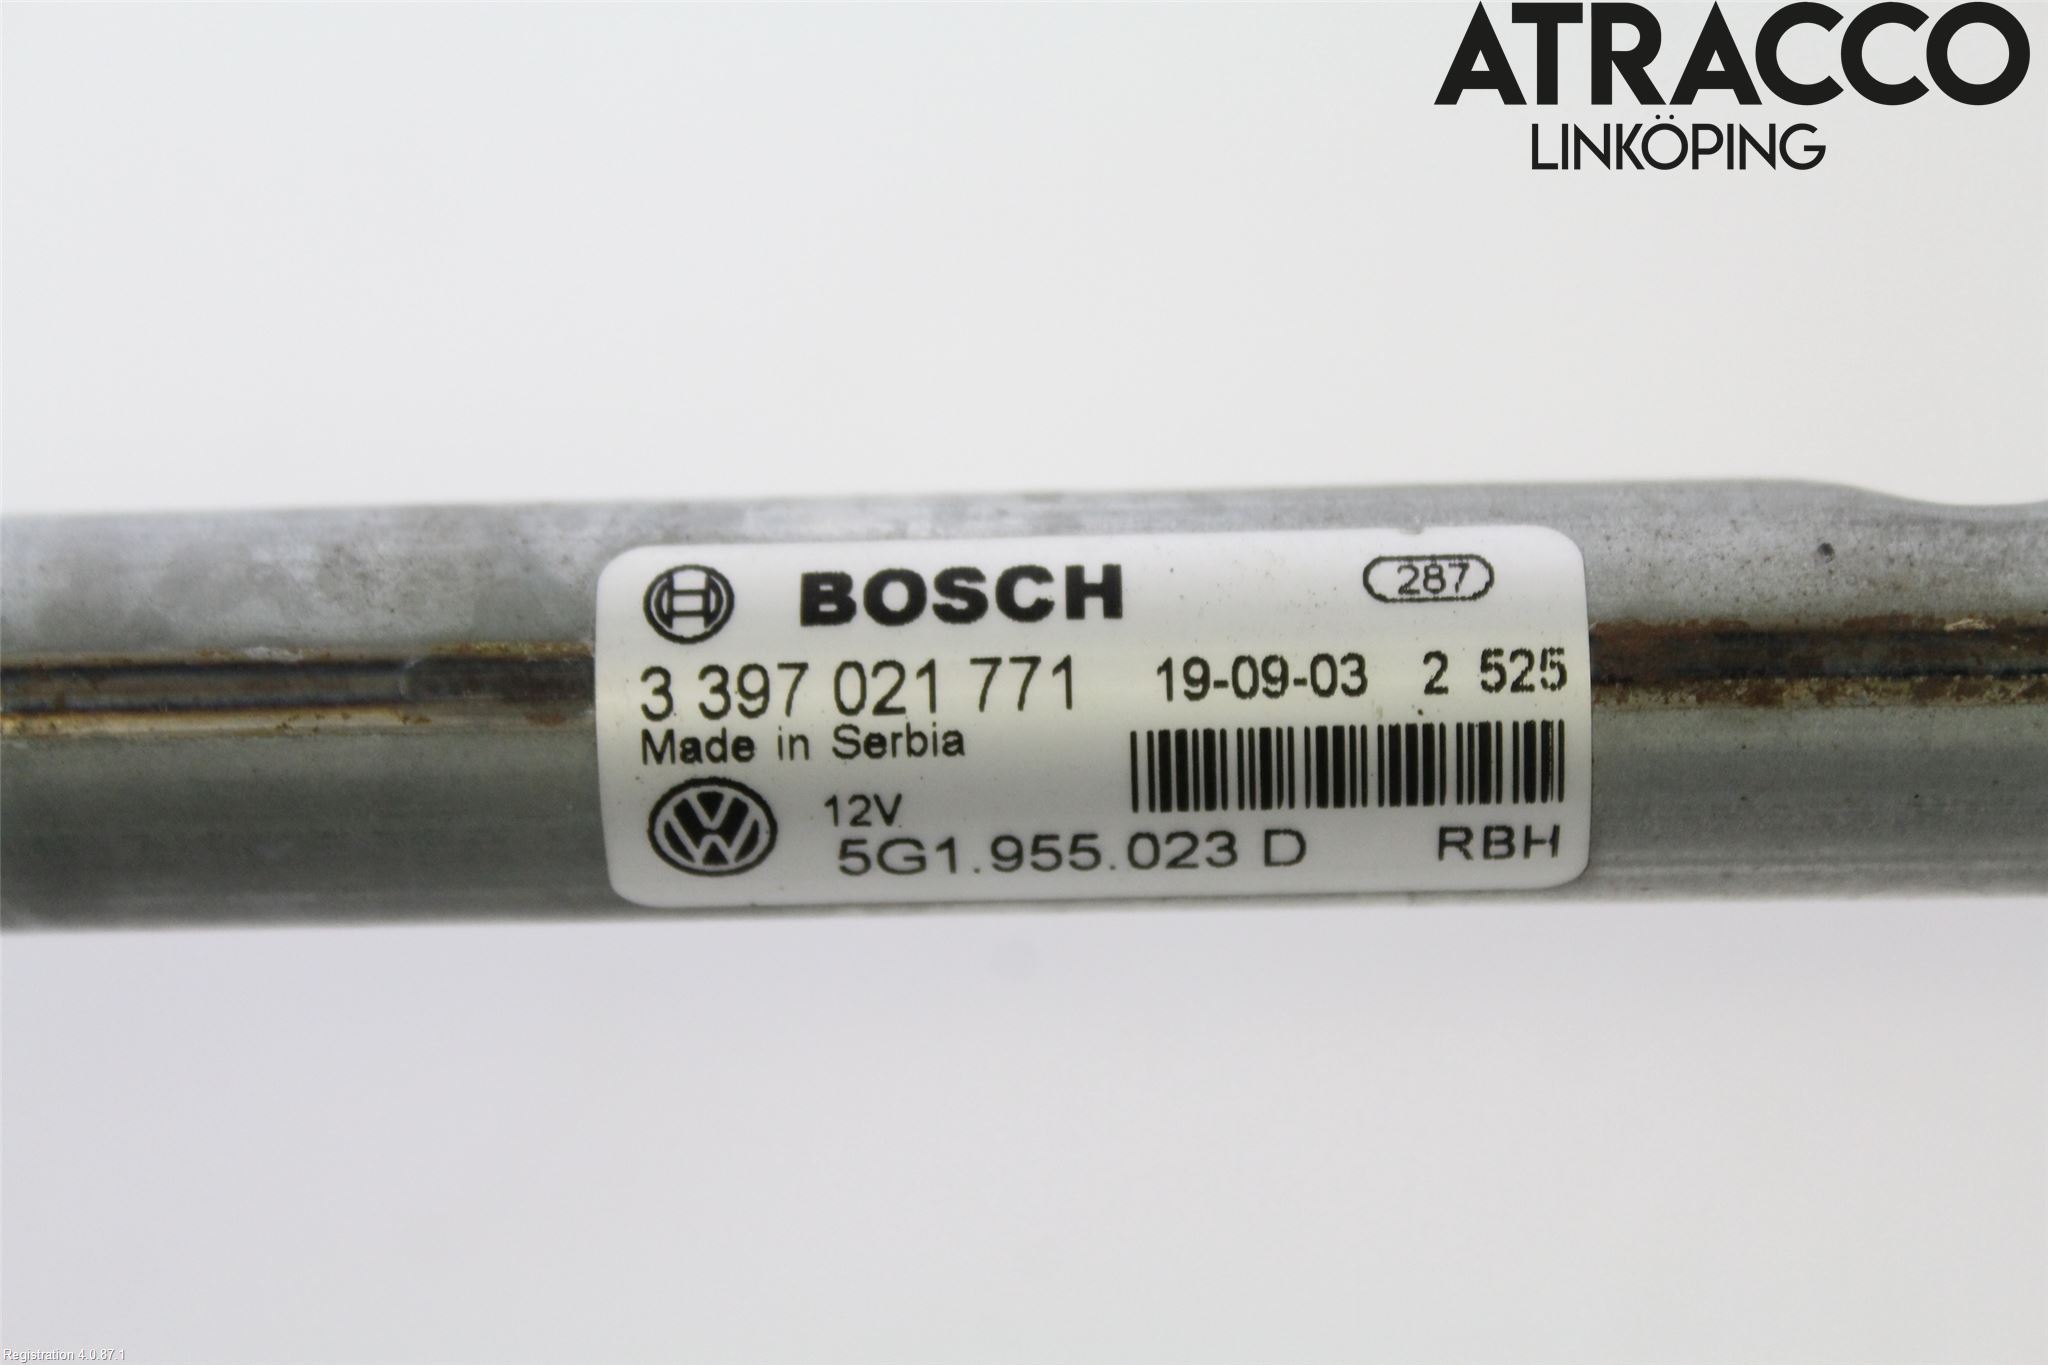 ATRACCO
LINKÖPING
BOSCH 287
3 397 021 771 19-09-03 2 525
Made in Serbia
12V
5G1.955.023 D RBH
Registration 4.0.87.1